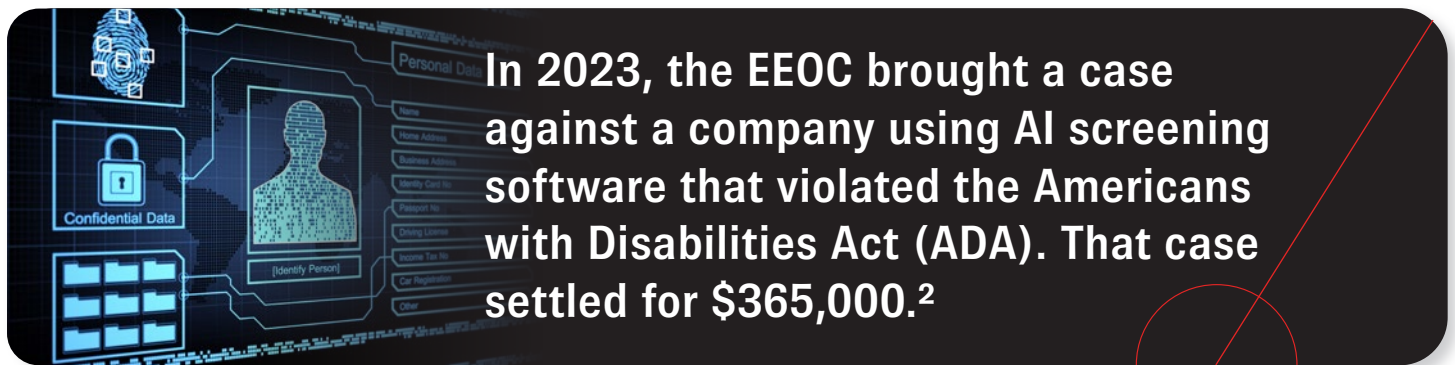 Personal Data
Name
Home Address
Business Address
Identity Card No
Passport No
Driving License
Income Tax No
Car Registration
Other
Confidential Data
[Identify Person]
In 2023, the EEOC brought a case
against a company using AI screening
software that violated the Americans
with Disabilities Act (ADA). That case
settled for $365,000.²